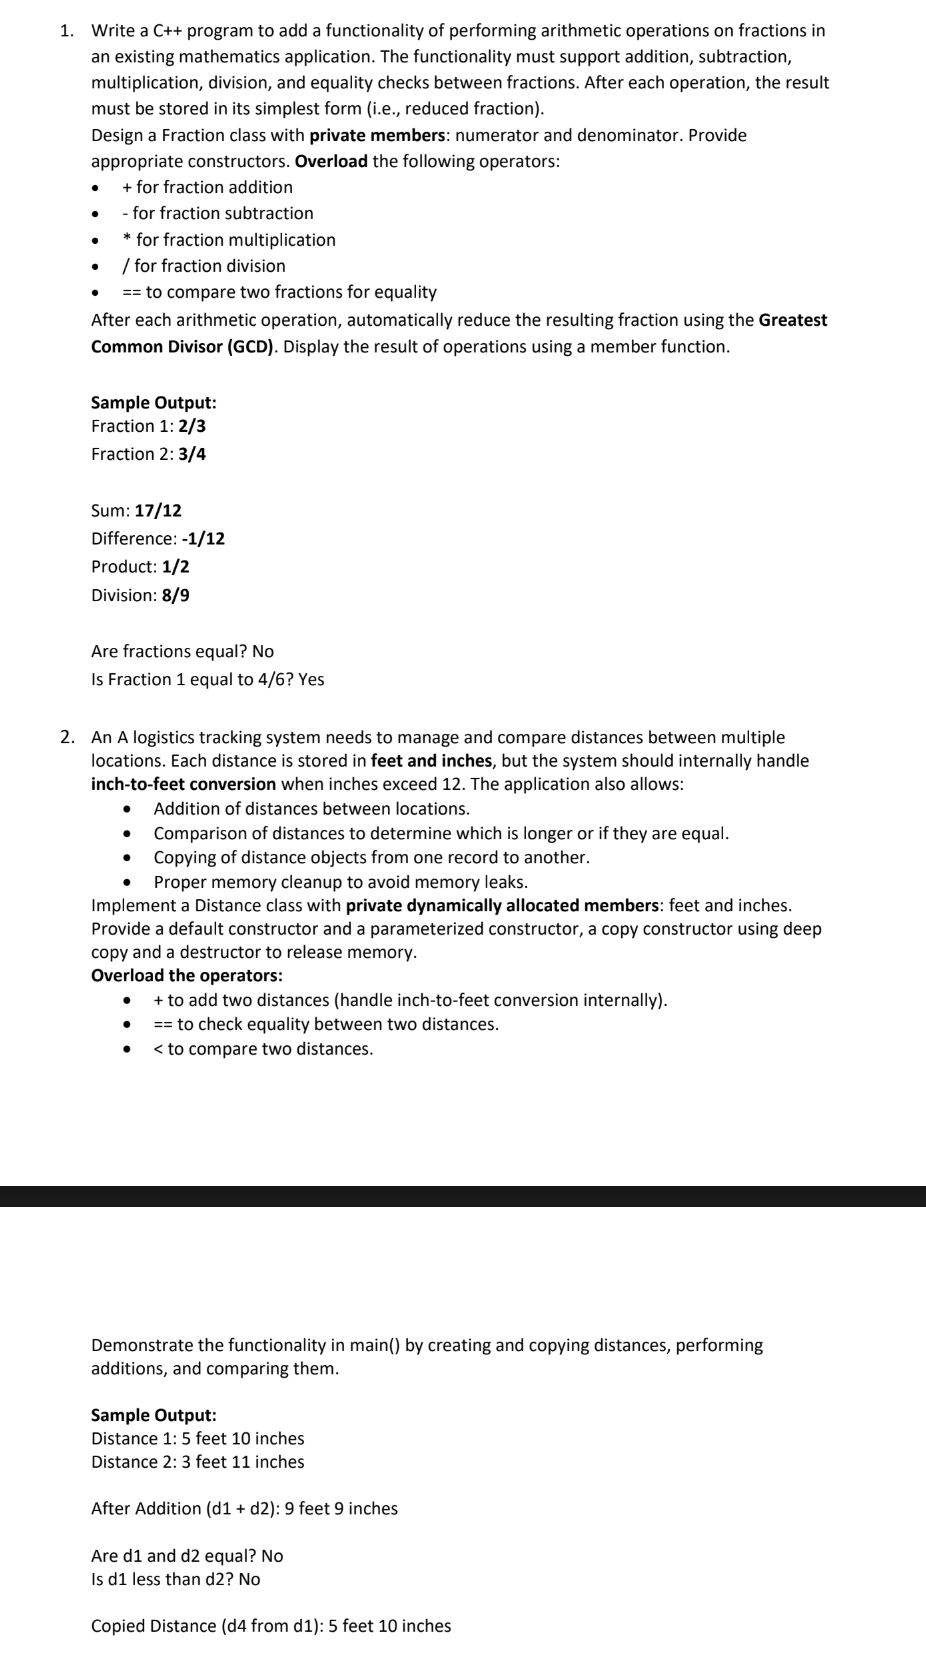 1. Write a C++ program to add a functionality of performing arithmetic operations on fractions in
an existing mathematics application. The functionality must support addition, subtraction,
multiplication, division, and equality checks between fractions. After each operation, the result
must be stored in its simplest form (i.e., reduced fraction).
Design a Fraction class with private members: numerator and denominator. Provide
appropriate constructors. Overload the following operators:
• + for fraction addition
• - for fraction subtraction
• * for fraction multiplication
• / for fraction division
• == to compare two fractions for equality
After each arithmetic operation, automatically reduce the resulting fraction using the Greatest
Common Divisor (GCD). Display the result of operations using a member function.
Sample Output:
Fraction 1: 2/3
Fraction 2: 3/4
Sum: 17/12
Difference: -1/12
Product: 1/2
Division: 8/9
Are fractions equal? No
Is Fraction 1 equal to 4/6? Yes
2. An A logistics tracking system needs to manage and compare distances between multiple
locations. Each distance is stored in feet and inches, but the system should internally handle
inch-to-feet conversion when inches exceed 12. The application also allows:
• Addition of distances between locations.
• Comparison of distances to determine which is longer or if they are equal.
• Copying of distance objects from one record to another.
• Proper memory cleanup to avoid memory leaks.
Implement a Distance class with private dynamically allocated members: feet and inches.
Provide a default constructor and a parameterized constructor, a copy constructor using deep
copy and a destructor to release memory.
Overload the operators:
• + to add two distances (handle inch-to-feet conversion internally).
• == to check equality between two distances.
• < to compare two distances.
Demonstrate the functionality in main() by creating and copying distances, performing
additions, and comparing them.
Sample Output:
Distance 1: 5 feet 10 inches
Distance 2: 3 feet 11 inches
After Addition (d1 + d2): 9 feet 9 inches
Are d1 and d2 equal? No
Is d1 less than d2? No
Copied Distance (d4 from d1): 5 feet 10 inches